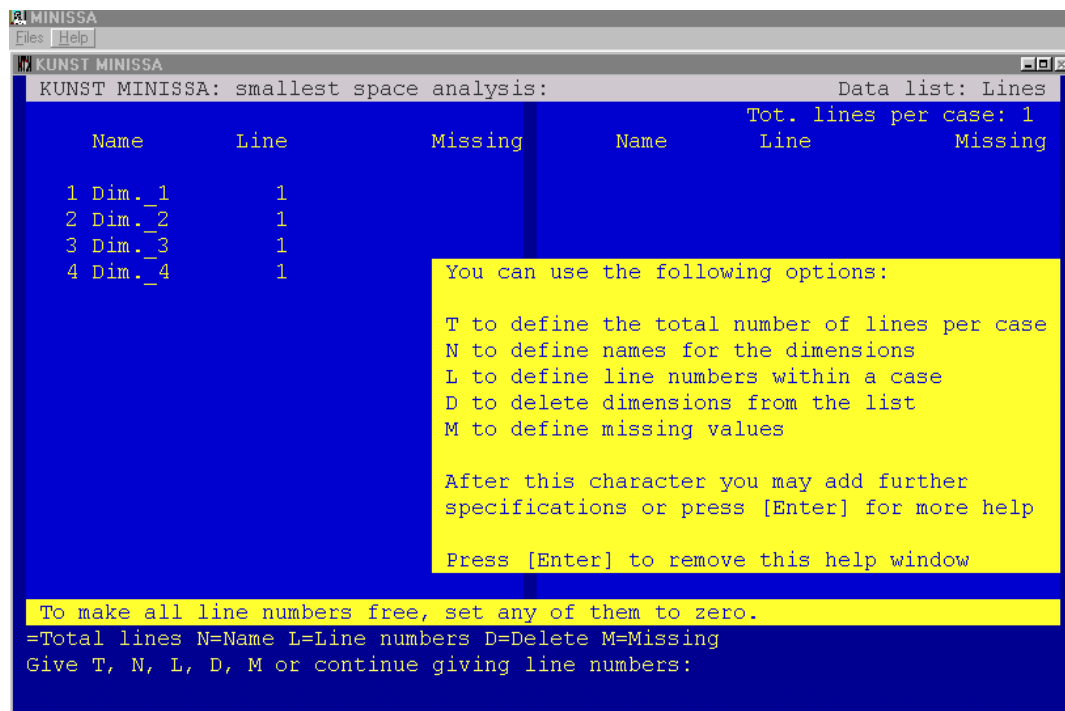 MINISSA
Files Help
KUNST MINISSA
KUNST MINISSA: smallest space analysis: Data list: Lines
Tot. lines per case: 1
Name Line Missing Name Line Missing
1 Dim._1 1
2 Dim._2 1
3 Dim._3 1
4 Dim._4 1
You can use the following options:
T to define the total number of lines per case
N to define names for the dimensions
L to define line numbers within a case
D to delete dimensions from the list
M to define missing values
After this character you may add further
specifications or press [Enter] for more help
Press [Enter] to remove this help window
To make all line numbers free, set any of them to zero.
=Total lines N=Name L=Line numbers D=Delete M=Missing
Give T, N, L, D, M or continue giving line numbers: